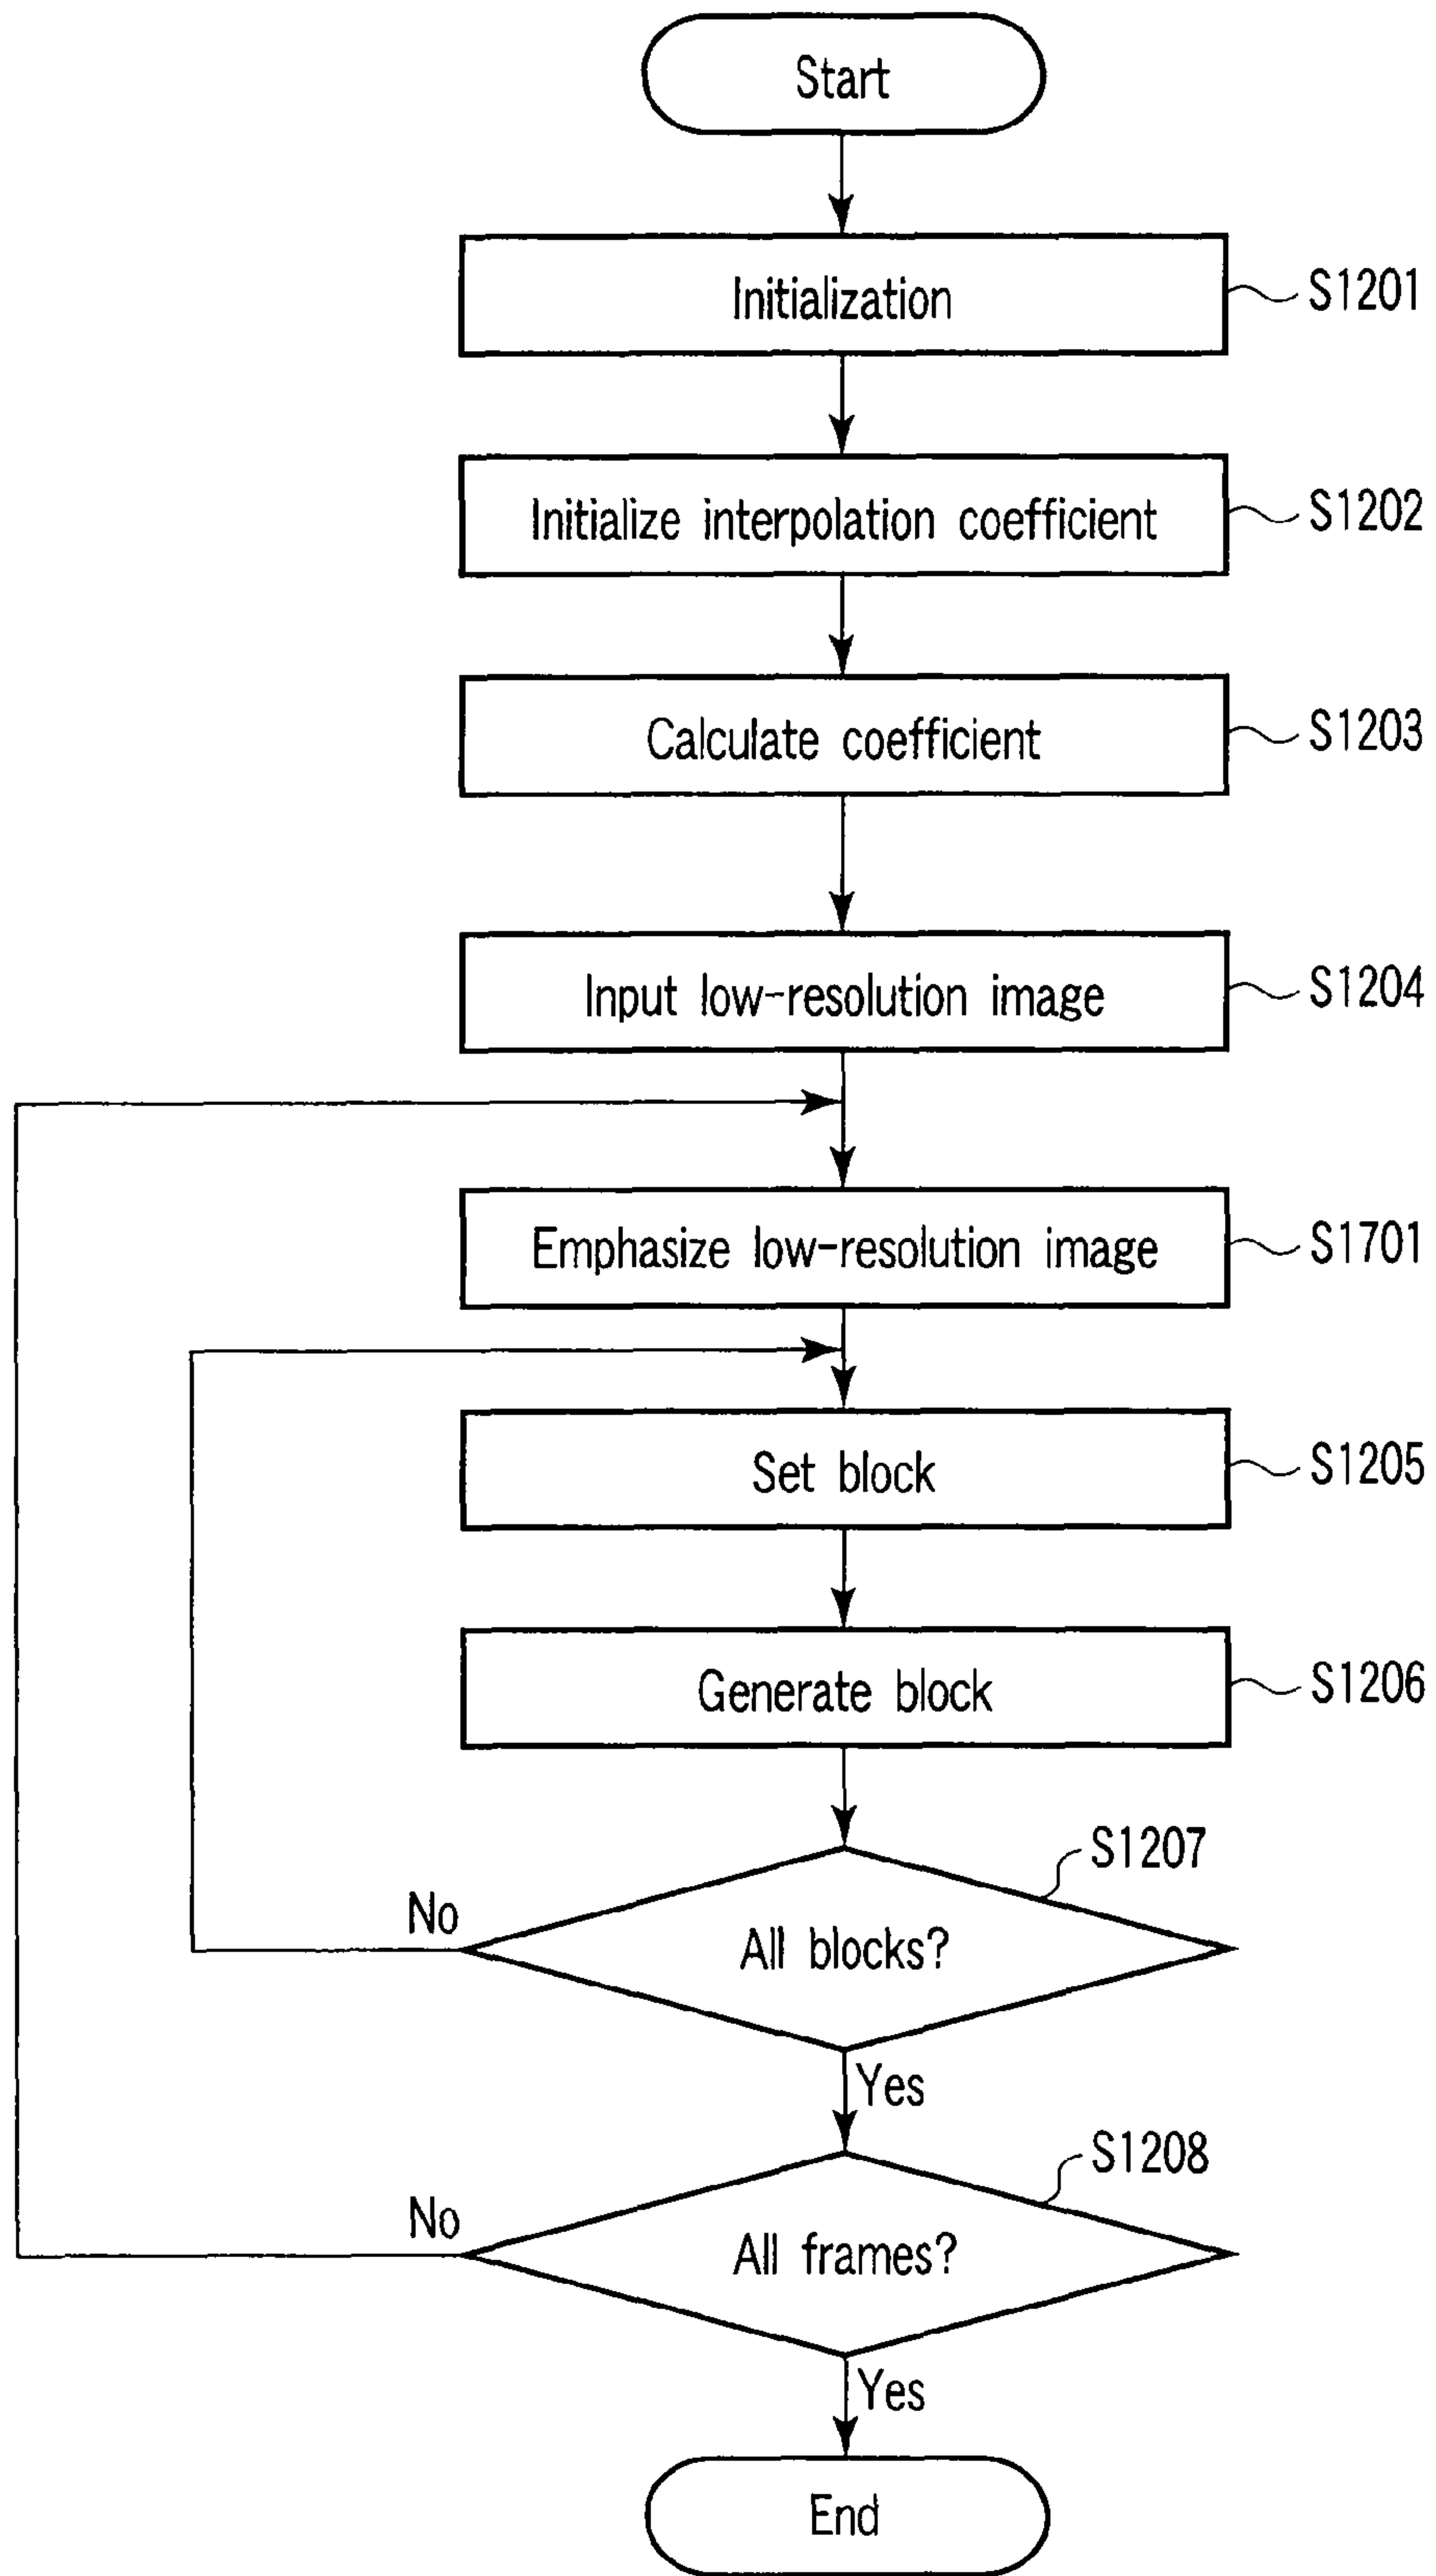 Start
Initialization
S1201
Initialize interpolation coefficient
S1202
Calculate coefficient
S1203
Input low-resolution image
S1204
Emphasize low-resolution image
S1701
Set block
S1205
Generate block
S1206
S1207
No
All blocks?
Yes
S1208
No
All frames?
Yes
End